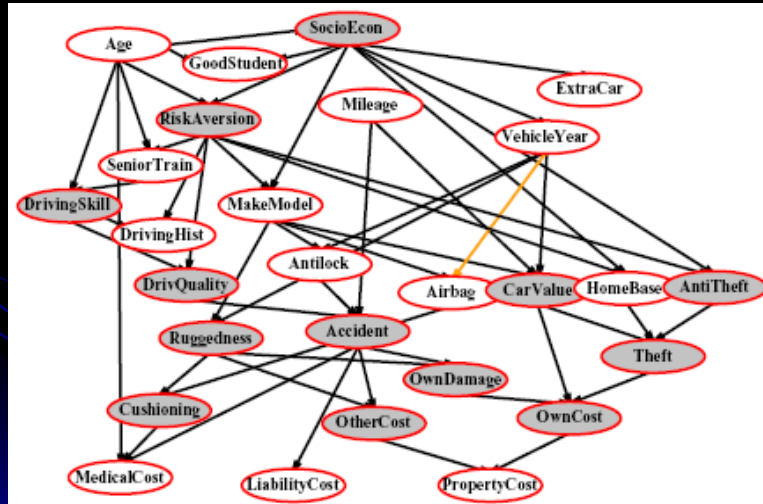 SocioEcon
Age
GoodStudent
ExtraCar
Mileage
RiskAversion
VehicleYear
SeniorTrain
DrivingSkill
MakeModel
DrivingHist
Antilock
DrivQuality
Airbag
CarValue
HomeBase
AntiTheft
Ruggedness
Accident
Theft
OwnDamage
Cushioning
OtherCost
OwnCost
MedicalCost
LiabilityCost
PropertyCost